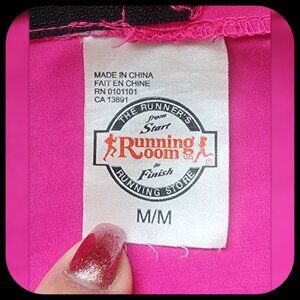 MADE IN CHINA
FAIT EN CHINE
RN 0101101
CA 13891
THE RUNNER'S
from
Start
Running
Room
to
Finish
RUNNING STORE
M/M